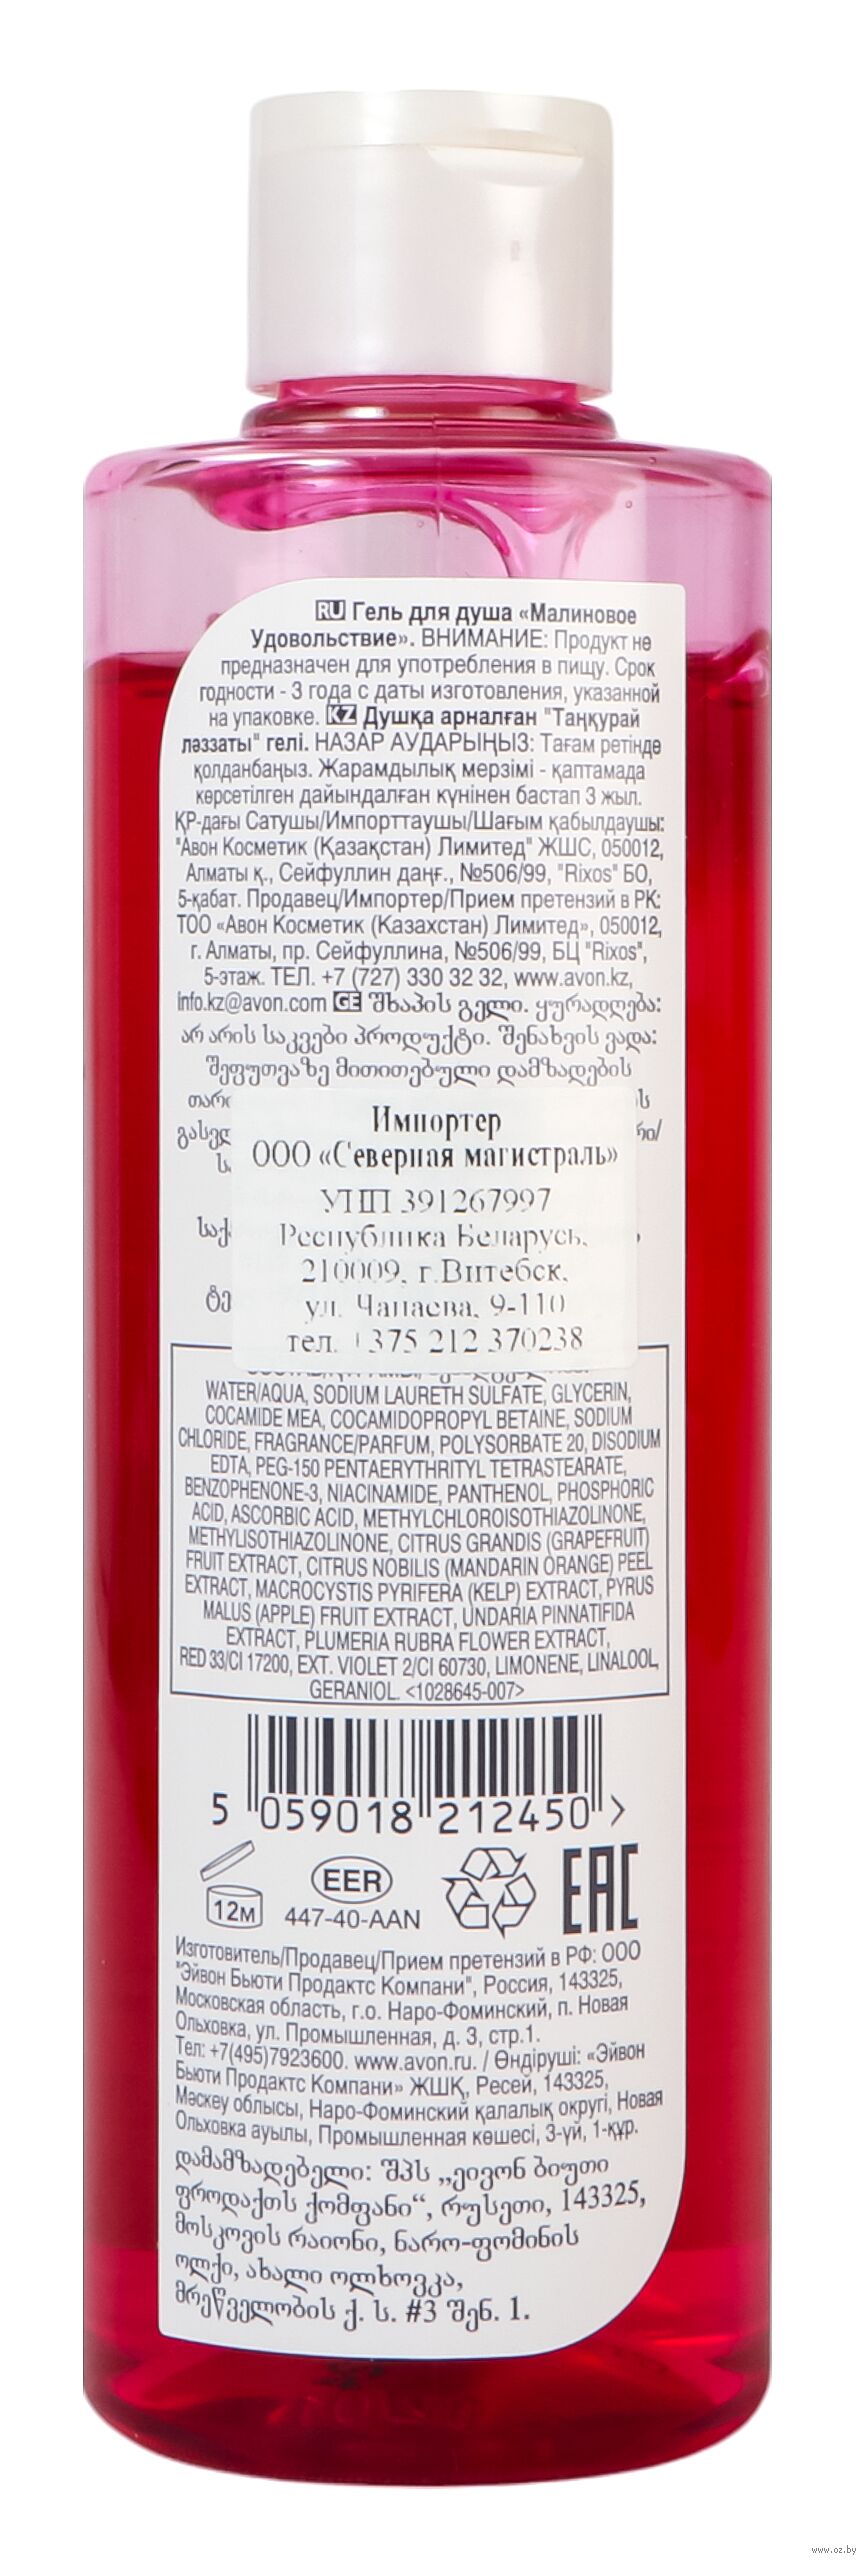 RU Гель для душа «Малиновое
Удовольствие». ВНИМАНИЕ: Продукт не
предназначен для употребления в пищу. Срок
годности - 3 года с даты изготовления, указанной
на упаковке. KZ Душқа арналған "Таңқурай
ләззаты" гелі. НАЗАР АУДАРЫҢЫЗ: Тағам ретінде
қолданбаңыз. Жарамдылық мерзімі - қаптамада
көрсетілген дайындалған күнінен бастап 3 жыл.
ҚР-дағы Сатушы/Импорттаушы/Шағым қабылдаушы:
"Авон Косметик (Қазақстан) Лимитед" ЖШС, 050012,
Алматы қ., Сейфуллин даңғ., №506/99, "Rixos" БО,
5-қабат. Продавец/Импортер/Прием претензий в РК:
ТОО «Авон Косметик (Казахстан) Лимитед», 050012,
г. Алматы, пр. Сейфуллина, №506/99, БЦ "Rixos",
5-этаж. ТЕЛ. +7 (727) 330 32 32, www.avon.kz,
info.kz@avon.com GE შხაპის გელი. ყურადღება:
არ არის საკვები პროდუქტი. შენახვის ვადა:
შეფუთვაზე მითითებული დამზადების
Импортер
ООО «Северная магистраль»
УНП 391267997
Республика Беларусь,
210009, г.Витебск,
ул. Чапаева, 9-110
тел. +375 212 370238
WATER/AQUA, SODIUM LAURETH SULFATE, GLYCERIN,
COCAMIDE MEA, COCAMIDOPROPYL BETAINE, SODIUM
CHLORIDE, FRAGRANCE/PARFUM, POLYSORBATE 20, DISODIUM
EDTA, PEG-150 PENTAERYTHRITYL TETRASTEARATE,
BENZOPHENONE-3, NIACINAMIDE, PANTHENOL, PHOSPHORIC
ACID, ASCORBIC ACID, METHYLCHLOROISOTHIAZOLINONE,
METHYLISOTHIAZOLINONE, CITRUS GRANDIS (GRAPEFRUIT)
FRUIT EXTRACT, CITRUS NOBILIS (MANDARIN ORANGE) PEEL
EXTRACT, MACROCYSTIS PYRIFERA (KELP) EXTRACT, PYRUS
MALUS (APPLE) FRUIT EXTRACT, UNDARIA PINNATIFIDA
EXTRACT, PLUMERIA RUBRA FLOWER EXTRACT,
RED 33/CI 17200, EXT. VIOLET 2/CI 60730, LIMONENE, LINALOOL,
GERANIOL. <1028645-007>
5 059018 212450 >
12M
EER
447-40-AAN
EAC
Изготовитель/Продавец/Прием претензий в РФ: ООО
"Эйвон Бьюти Продактс Компани", Россия, 143325,
Московская область, г.о. Наро-Фоминский, п. Новая
Ольховка, ул. Промышленная, д. 3, стр.1.
Тел: +7(495)7923600. www.avon.ru. / Өндіруші: «Эйвон
Бьюти Продактс Компани» ЖШҚ, Ресей, 143325,
Мәскеу облысы, Наро-Фоминский қалалық округі, Новая
Ольховка ауылы, Промышленная көшесі, 3-үй, 1-құр.
დამამზადებელი: შპს „ეივონ ბიუთი
ფროდაქთს ქომფანი“, რუსეთი, 143325,
მოსკოვის რაიონი, ნარო-ფომინის
ოლქი, ახალი ოლხოვკა,
მრეწველობის ქ. ს. #3 შენ. 1.
www.oz.by